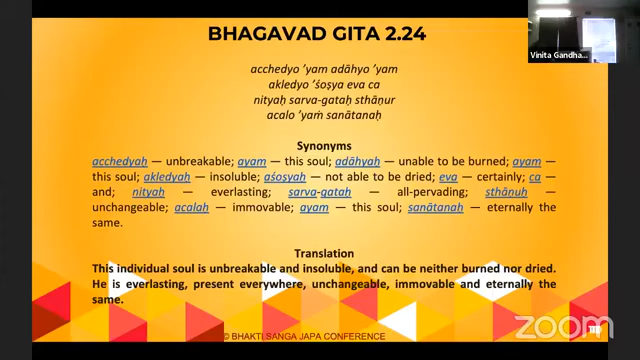 BHAGAVAD GITA 2.24
acchedyo ’yam adāhyo ’yam
akledyo ’śoṣya eva ca
nityaḥ sarva-gataḥ sthāṇur
acalo ’yaṁ sanātanaḥ
Synonyms
acchedyaḥ — unbreakable; ayam — this soul; adāhyaḥ — unable to be burned; ayam —
this soul; akledyaḥ — insoluble; aśoṣyaḥ — not able to be dried; eva — certainly; ca —
and; nityaḥ — everlasting; sarva-gataḥ — all-pervading; sthāṇuḥ —
unchangeable; acalaḥ — immovable; ayam — this soul; sanātanaḥ — eternally the
same.
Translation
This individual soul is unbreakable and insoluble, and can be neither burned nor dried.
He is everlasting, present everywhere, unchangeable, immovable and eternally the
same.
© BHAKTI SANGA JAPA CONFERENCE
Vinita Gandha...
zoom